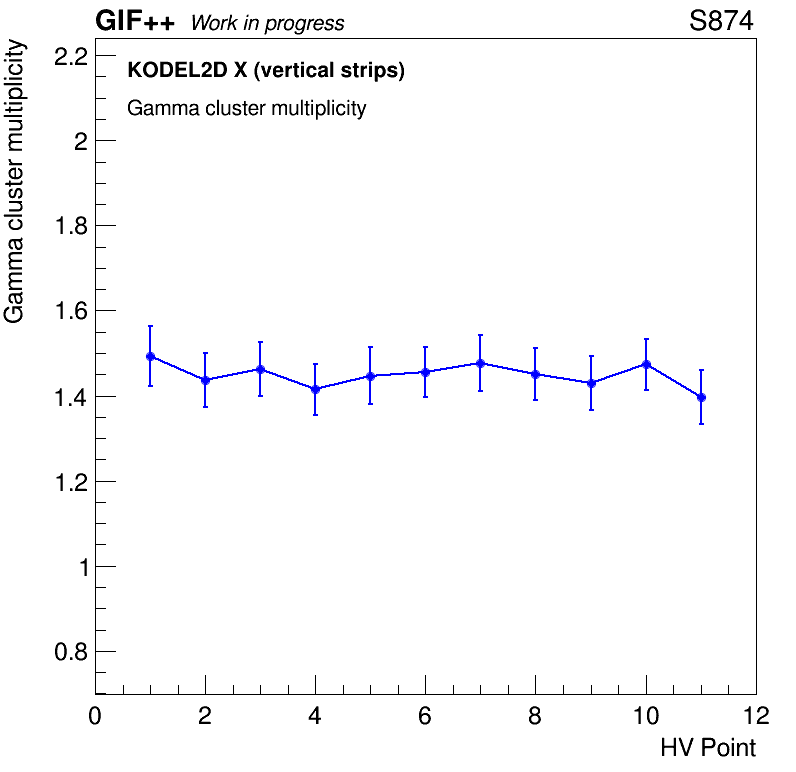 GIF++ Work in progress S874
Gamma cluster multiplicity
KODEL2D X (vertical strips)
Gamma cluster multiplicity
2.2
2
1.8
1.6
1.4
1.2
1
0.8
0 2 4 6 8 10 12
HV Point